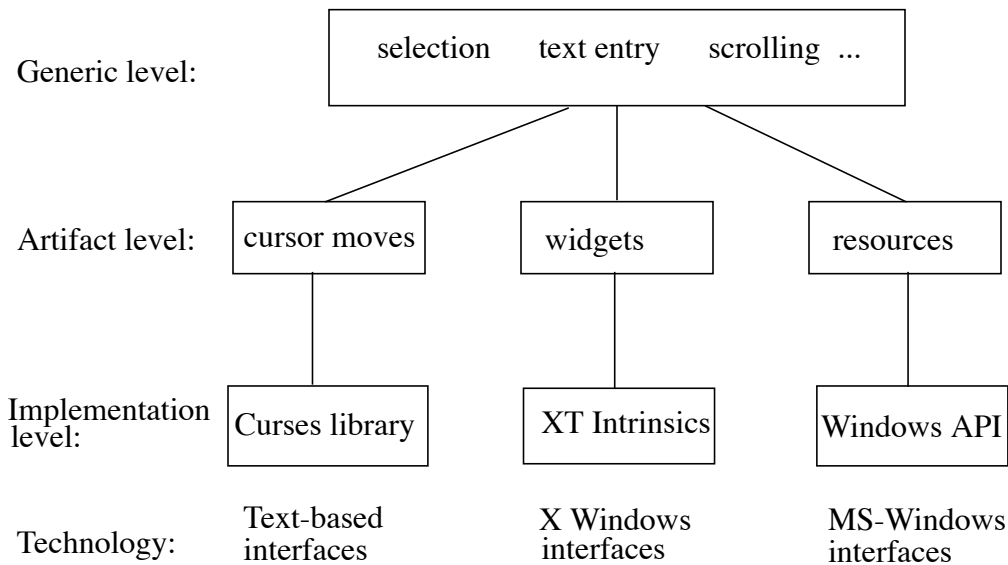 selection text entry scrolling ...
Generic level:
Artifact level:
cursor moves
widgets
resources
Implementation
level:
Curses library
XT Intrinsics
Windows API
Technology:
Text-based
interfaces
X Windows
interfaces
MS-Windows
interfaces